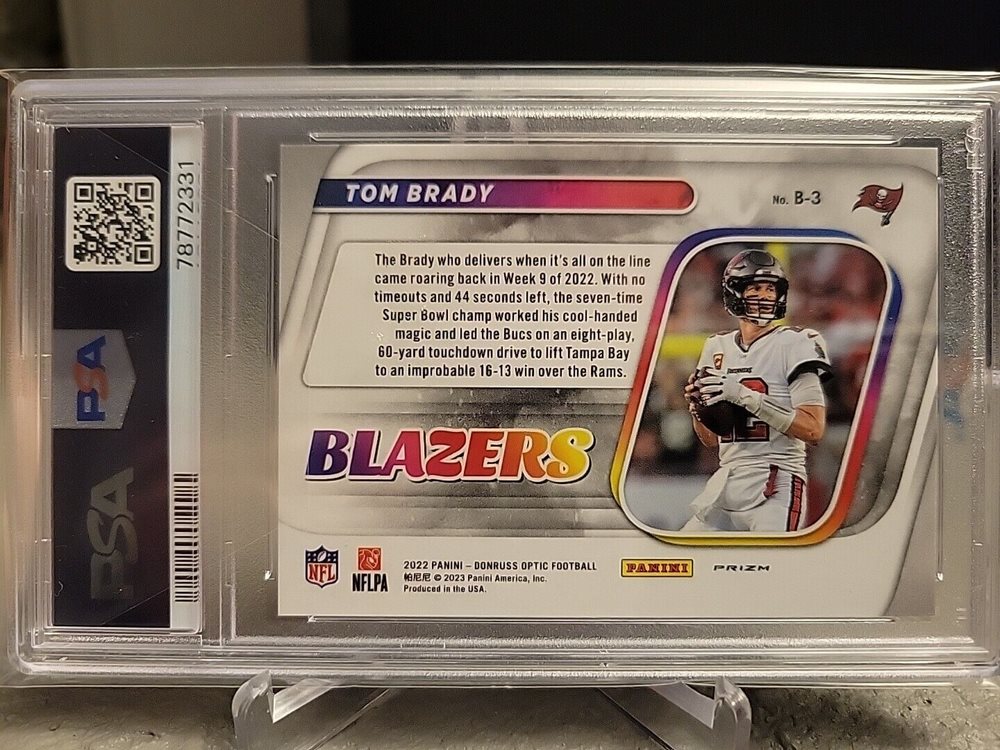 78772331
PSA
PSA
TOM BRADY
No. B-3
The Brady who delivers when it's all on the line
came roaring back in Week 9 of 2022. With no
timeouts and 44 seconds left, the seven-time
Super Bowl champ worked his cool-handed
magic and led the Bucs on an eight-play,
60-yard touchdown drive to lift Tampa Bay
to an improbable 16-13 win over the Rams.
BUCCANEERS
12
BLAZERS
NFL
NFLPA
2022 PANINI – DONRUSS OPTIC FOOTBALL
帕尼尼 © 2023 Panini America, Inc.
Produced in the USA.
PANINI
PRIZM